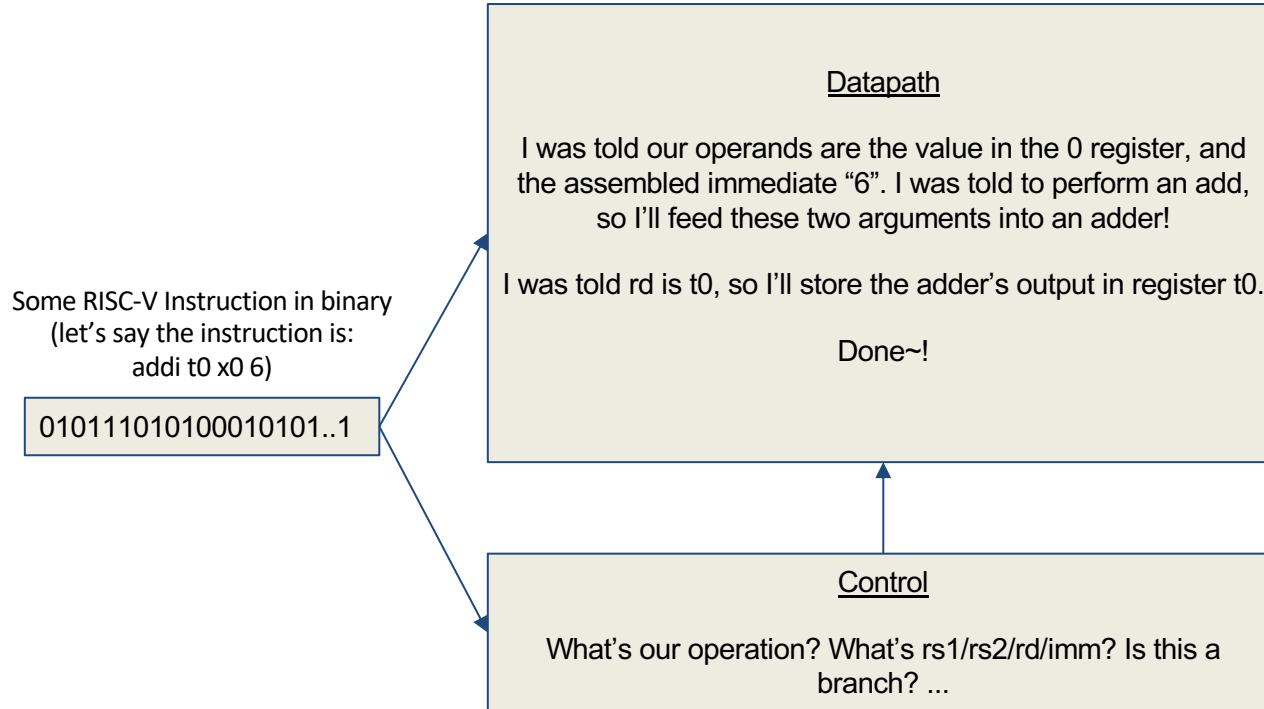 Datapath
I was told our operands are the value in the 0 register, and
the assembled immediate “6”. I was told to perform an add,
so I’ll feed these two arguments into an adder!
I was told rd is t0, so I’ll store the adder’s output in register t0.
Done~!
Some RISC-V Instruction in binary
(let’s say the instruction is:
addi t0 x0 6)
010111010100010101..1
Control
What’s our operation? What’s rs1/rs2/rd/imm? Is this a
branch? ...